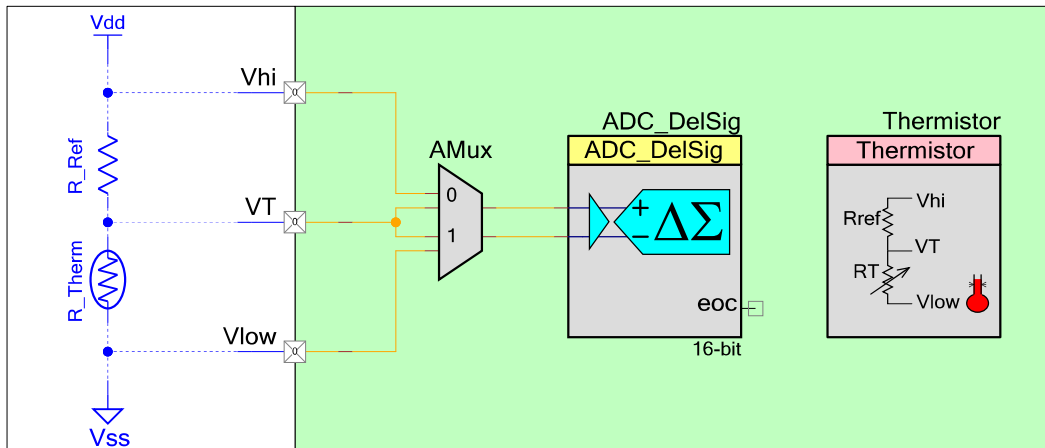 Vdd
Vhi
R_Ref
VT
R_Therm
Vlow
Vss
AMux
0
1
ADC_DelSig
ADC_DelSig
+
−
ΔΣ
eoc
16-bit
Thermistor
Thermistor
Vhi
Rref
VT
RT
Vlow